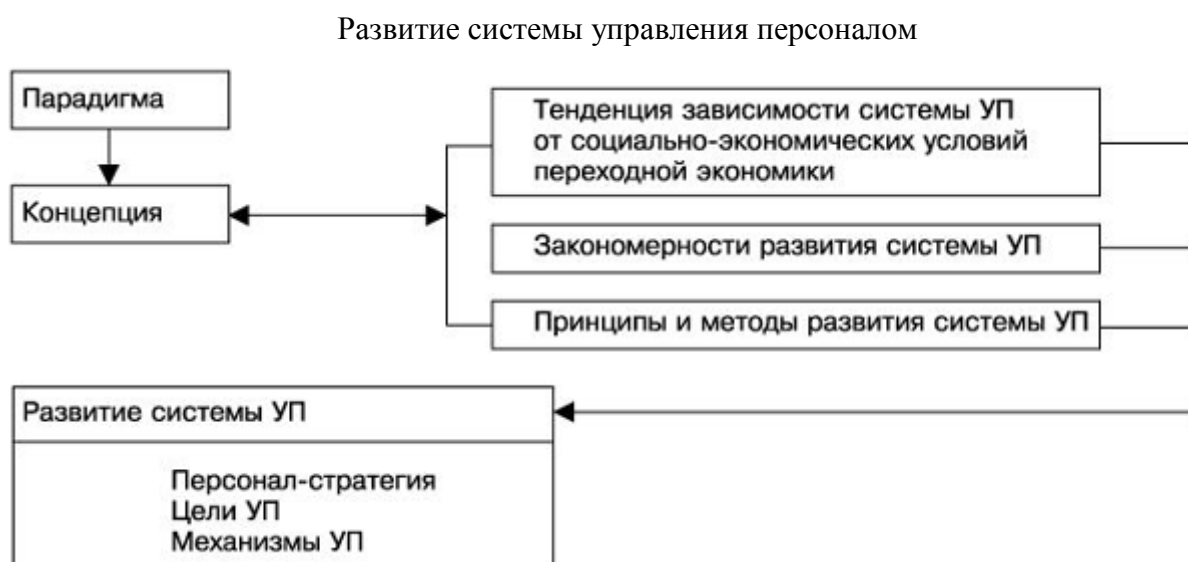 Развитие системы управления персоналом
Парадигма
Концепция
Тенденция зависимости системы УП
от социально-экономических условий
переходной экономики
Закономерности развития системы УП
Принципы и методы развития системы УП
Развитие системы УП
Персонал-стратегия
Цели УП
Механизмы УП